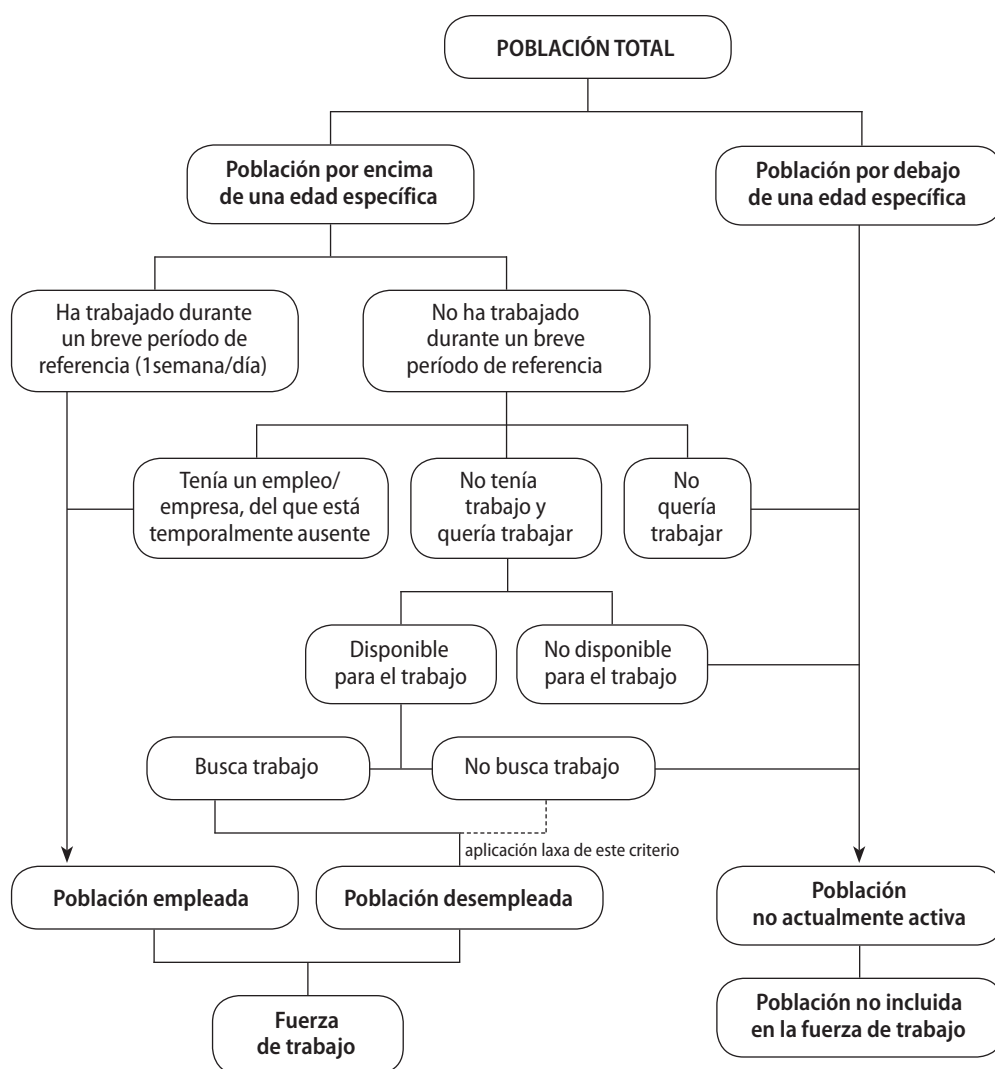 POBLACIÓN TOTAL
Población por encima
de una edad específica
Población por debajo
de una edad específica
Ha trabajado durante
un breve período de
referencia (1semana/día)
No ha trabajado
durante un breve
período de referencia
Tenía un empleo/
empresa, del que está
temporalmente ausente
No tenía
trabajo y
quería trabajar
No
quería
trabajar
Disponible
para el trabajo
No disponible
para el trabajo
Busca trabajo
No busca trabajo
aplicación laxa de este criterio
Población empleada
Población desempleada
Población
no actualmente activa
Fuerza
de trabajo
Población no incluida
en la fuerza de trabajo